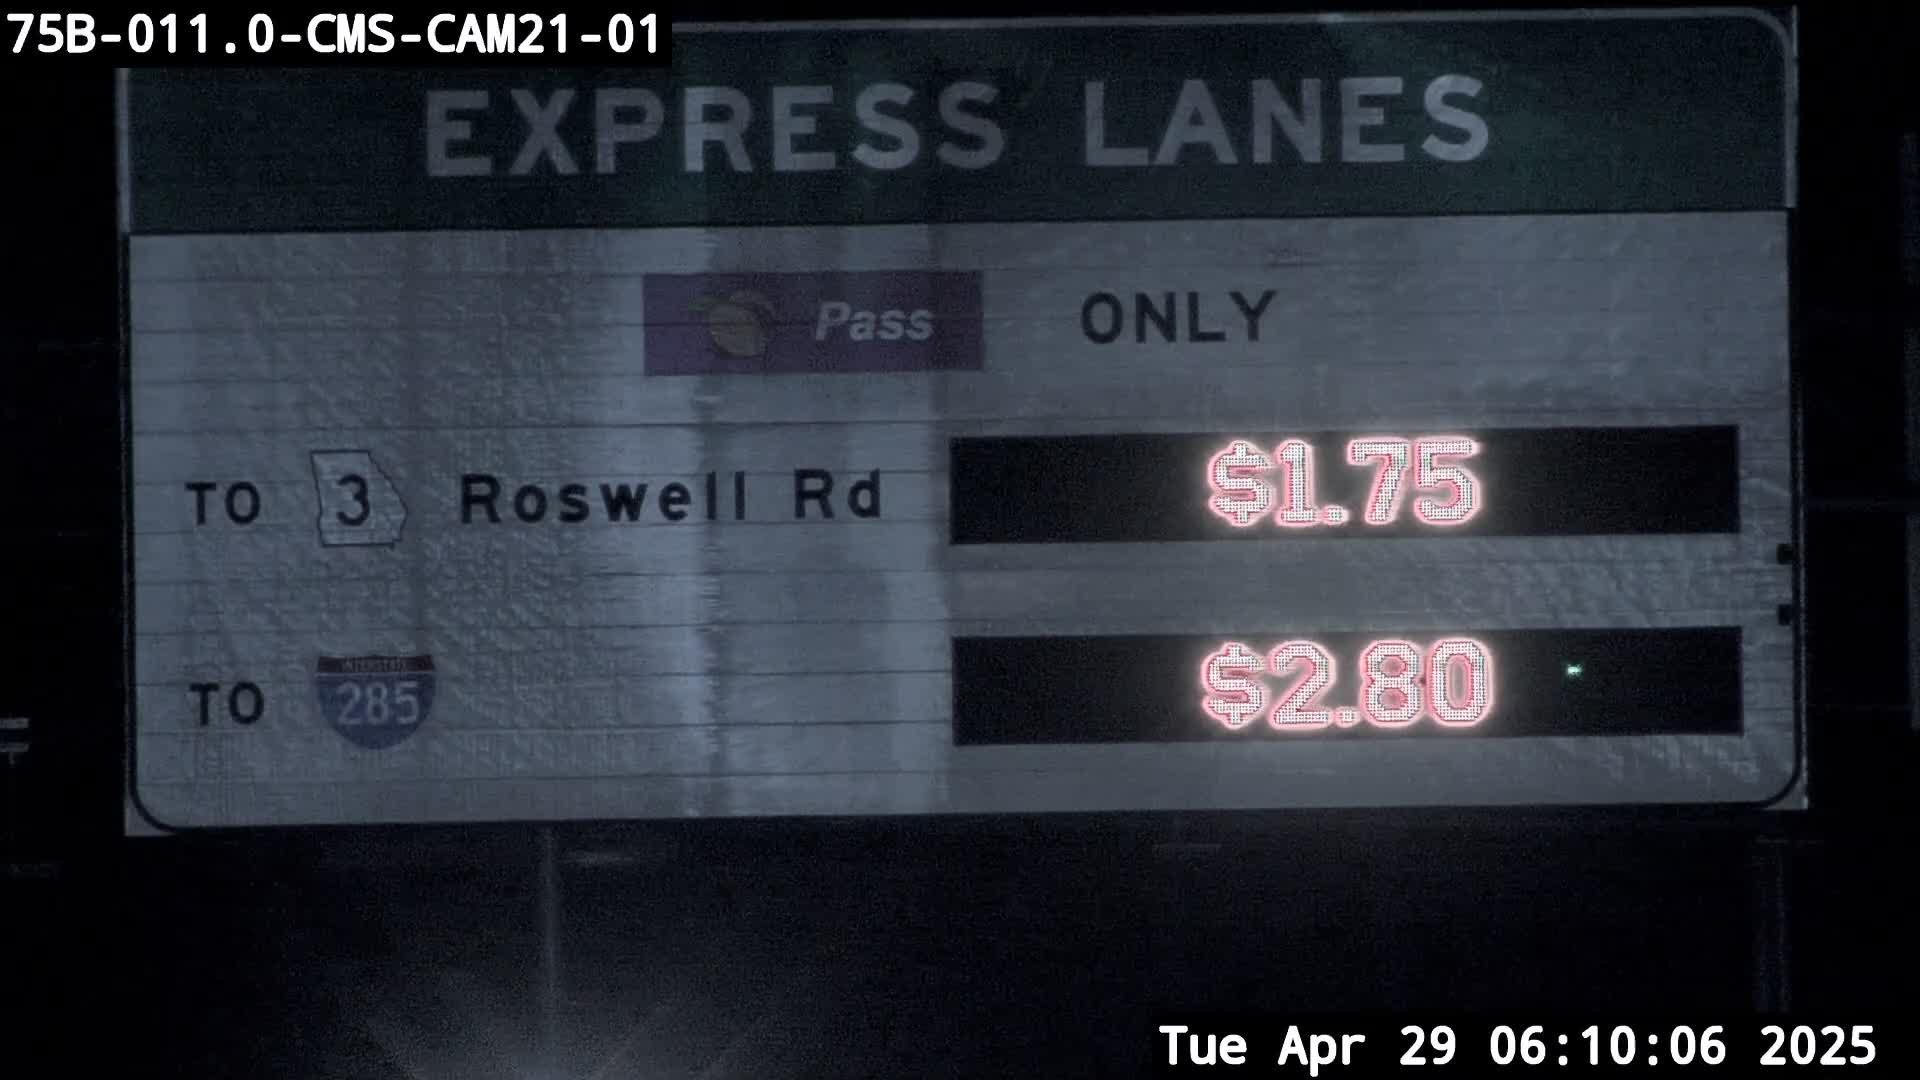 75B-011.0-CMS-CAM21-01
EXPRESS LANES
Pass ONLY
TO 3 Roswell Rd $1.75
INTERSTATE
TO 285 $2.80
Tue Apr 29 06:10:06 2025